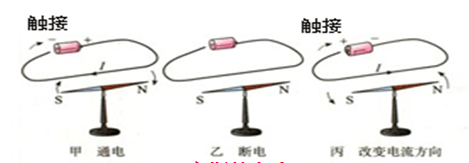 触接 触接
− + + −
I I
S N S N S N
甲 通电 乙 断电 丙 改变电流方向